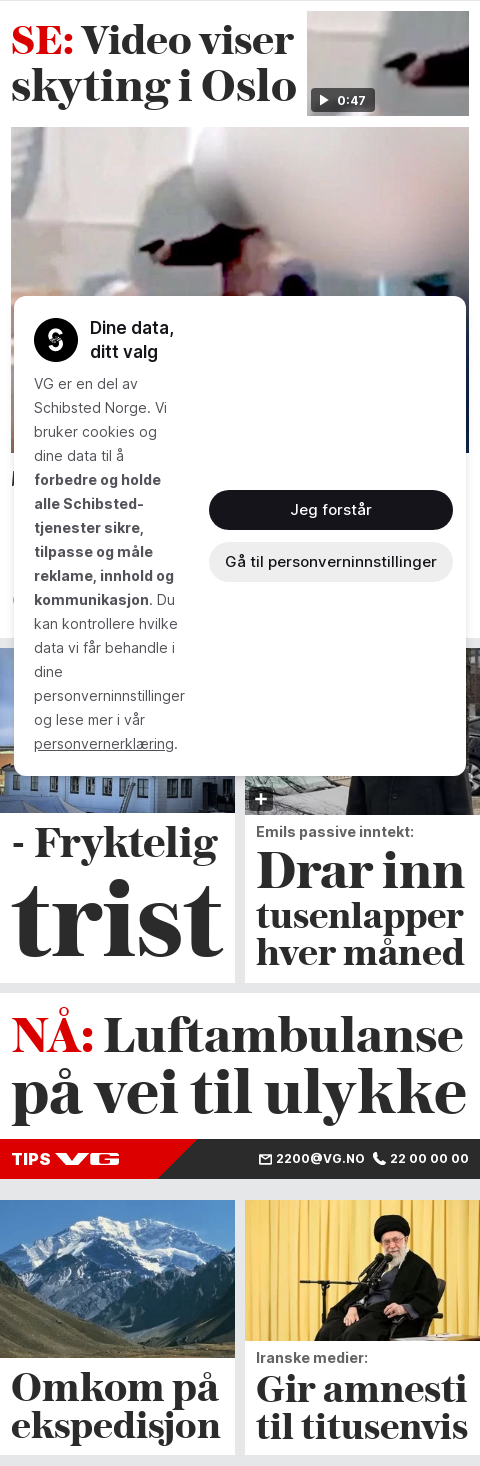 SE: Video viser
skyting i Oslo
0:47
Dine data,
ditt valg
VG er en del av
Schibsted Norge. Vi
bruker cookies og
dine data til å
forbedre og holde
alle Schibsted-
tjenester sikre,
tilpasse og måle
reklame, innhold og
kommunikasjon. Du
kan kontrollere hvilke
data vi får behandle i
dine
personverninnstillinger
og lese mer i vår
personvernerklæring.
Jeg forstår
Gå til personverninnstillinger
- Fryktelig
trist
Emils passive inntekt:
Drar inn
tusenlapper
hver måned
NÅ: Luftambulanse
på vei til ulykke
TIPS VG
2200@VG.NO 22 00 00 00
Omkom på
ekspedisjon
Iranske medier:
Gir amnesti
til titusenvis